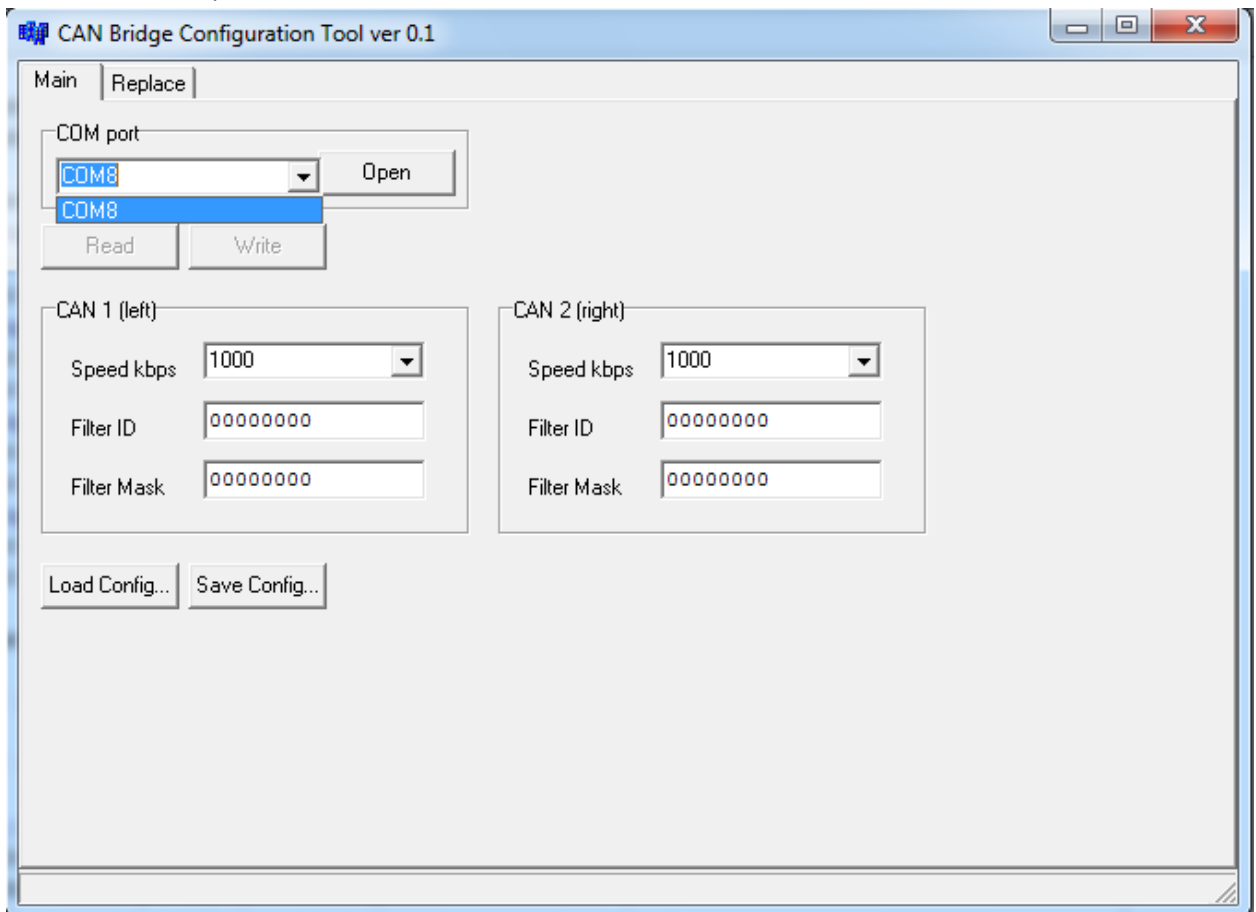 CAN Bridge Configuration Tool ver 0.1
Main Replace
COM port
COM8 Open
COM8
Read Write
CAN 1 (left)
Speed kbps 1000
Filter ID 00000000
Filter Mask 00000000
CAN 2 (right)
Speed kbps 1000
Filter ID 00000000
Filter Mask 00000000
Load Config... Save Config...